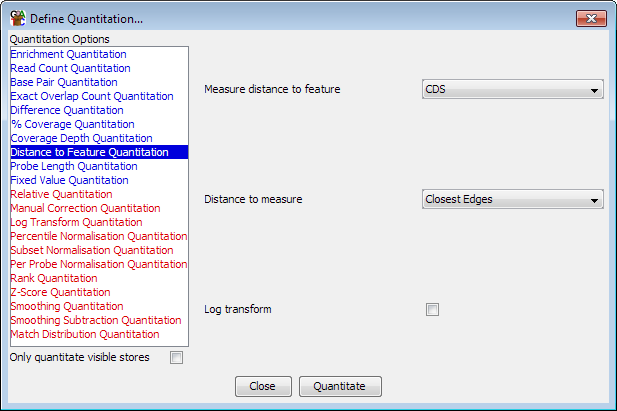 Define Quantitation...
Quantitation Options
Enrichment Quantitation
Read Count Quantitation
Base Pair Quantitation
Exact Overlap Count Quantitation
Difference Quantitation
% Coverage Quantitation
Coverage Depth Quantitation
Distance to Feature Quantitation
Probe Length Quantitation
Fixed Value Quantitation
Relative Quantitation
Manual Correction Quantitation
Log Transform Quantitation
Percentile Normalisation Quantitation
Subset Normalisation Quantitation
Per Probe Normalisation Quantitation
Rank Quantitation
Z-Score Quantitation
Smoothing Quantitation
Smoothing Subtraction Quantitation
Match Distribution Quantitation
Only quantitate visible stores
Measure distance to feature
CDS
Distance to measure
Closest Edges
Log transform
Close
Quantitate